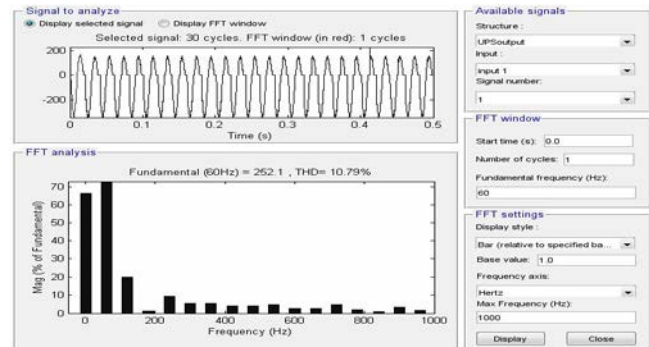 Signal to analyze
Display selected signal
Display FFT window
Selected signal: 30 cycles. FFT window (in red): 1 cycles
200
0
-200
0
0.1
0.2
0.3
0.4
0.5
Time (s)
FFT analysis
Fundamental (60Hz) = 252.1 , THD= 10.79%
70
60
50
40
30
20
10
0
Mag (% of Fundamental)
0
200
400
600
800
1000
Frequency (Hz)
Available signals
Structure :
UPSoutput
Input :
input 1
Signal number:
1
FFT window
Start time (s): 0.0
Number of cycles: 1
Fundamental frequency (Hz):
60
FFT settings
Display style :
Bar (relative to specified ba...
Base value: 1.0
Frequency axis:
Hertz
Max Frequency (Hz):
1000
Display
Close